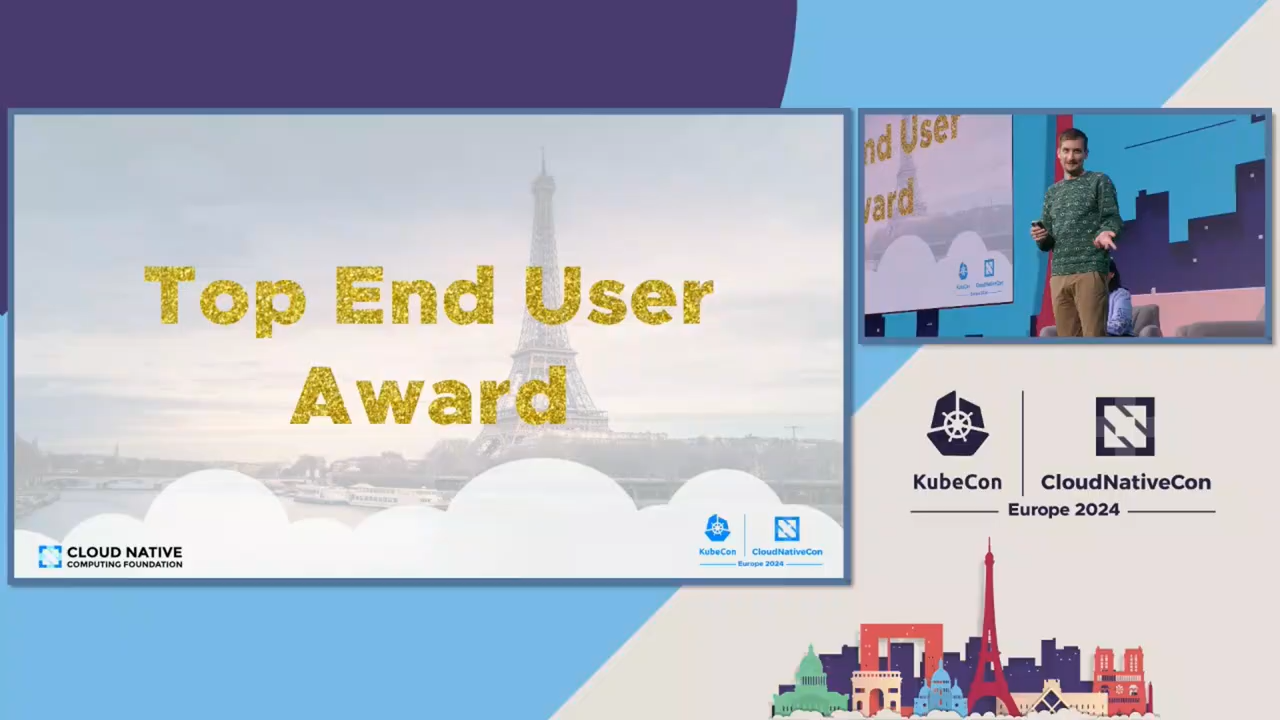 Top End User
Award
CLOUD NATIVE
COMPUTING FOUNDATION
KubeCon
CloudNativeCon
Europe 2024
nd User
ward
KubeCon
CloudNativeCon
Europe 2024